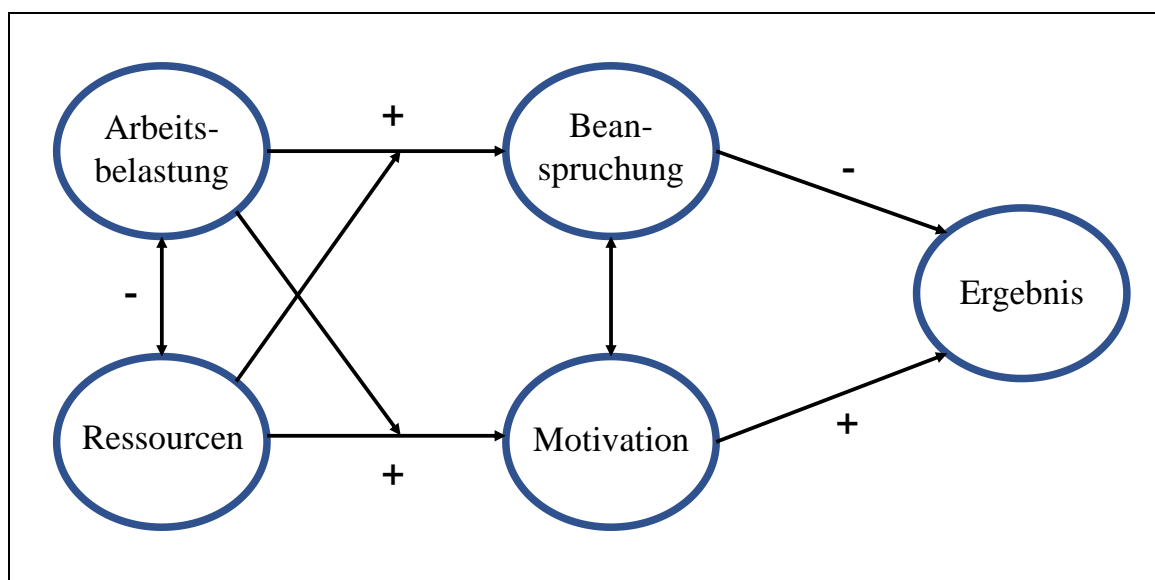 Arbeits-
belastung
+
Bean-
spruchung
-
Ergebnis
-
Ressourcen
+
Motivation
+